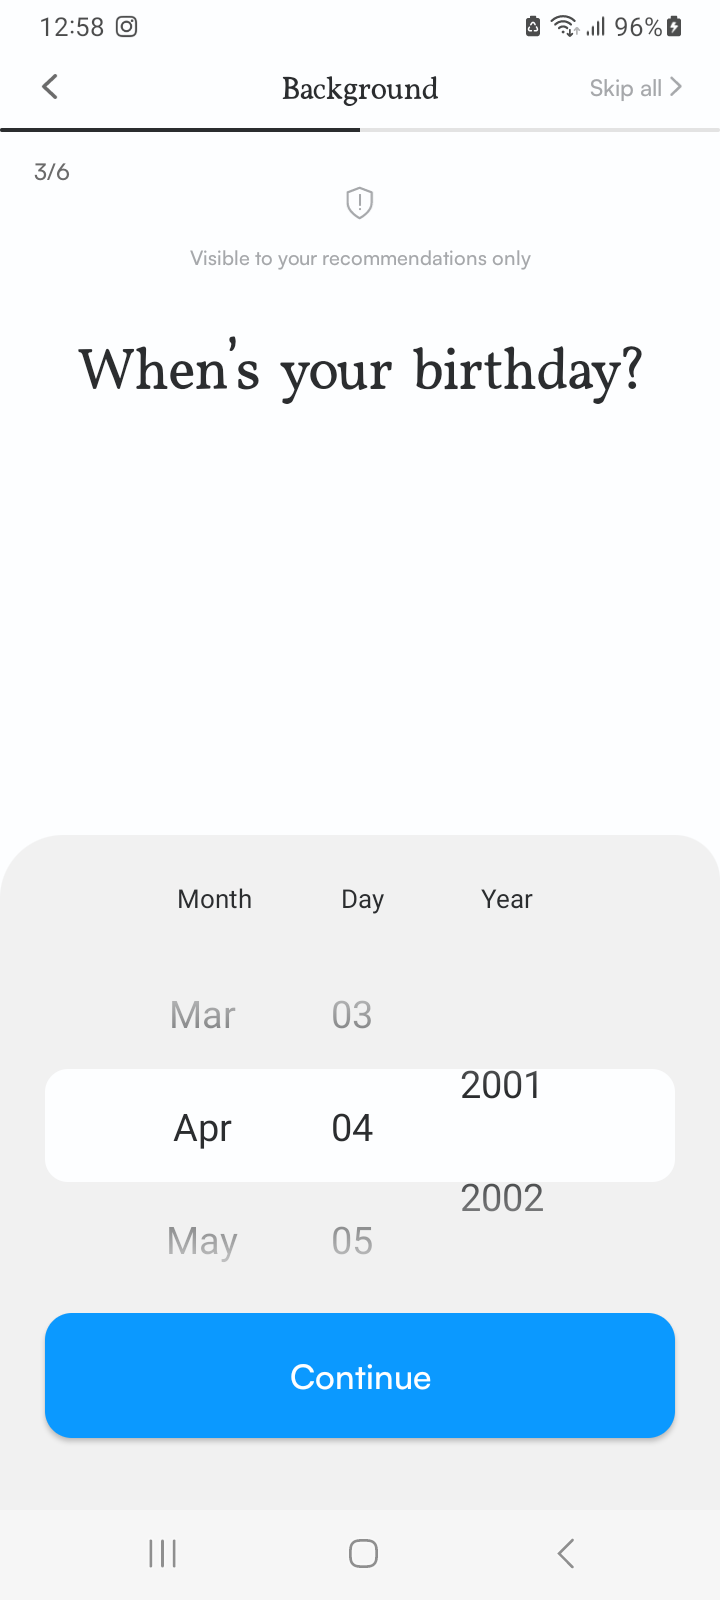 12:58 96%
Background Skip all
3/6
Visible to your recommendations only
When's your birthday?
Month Day Year
Mar 03
2001
Apr 04
2002
May 05
Continue